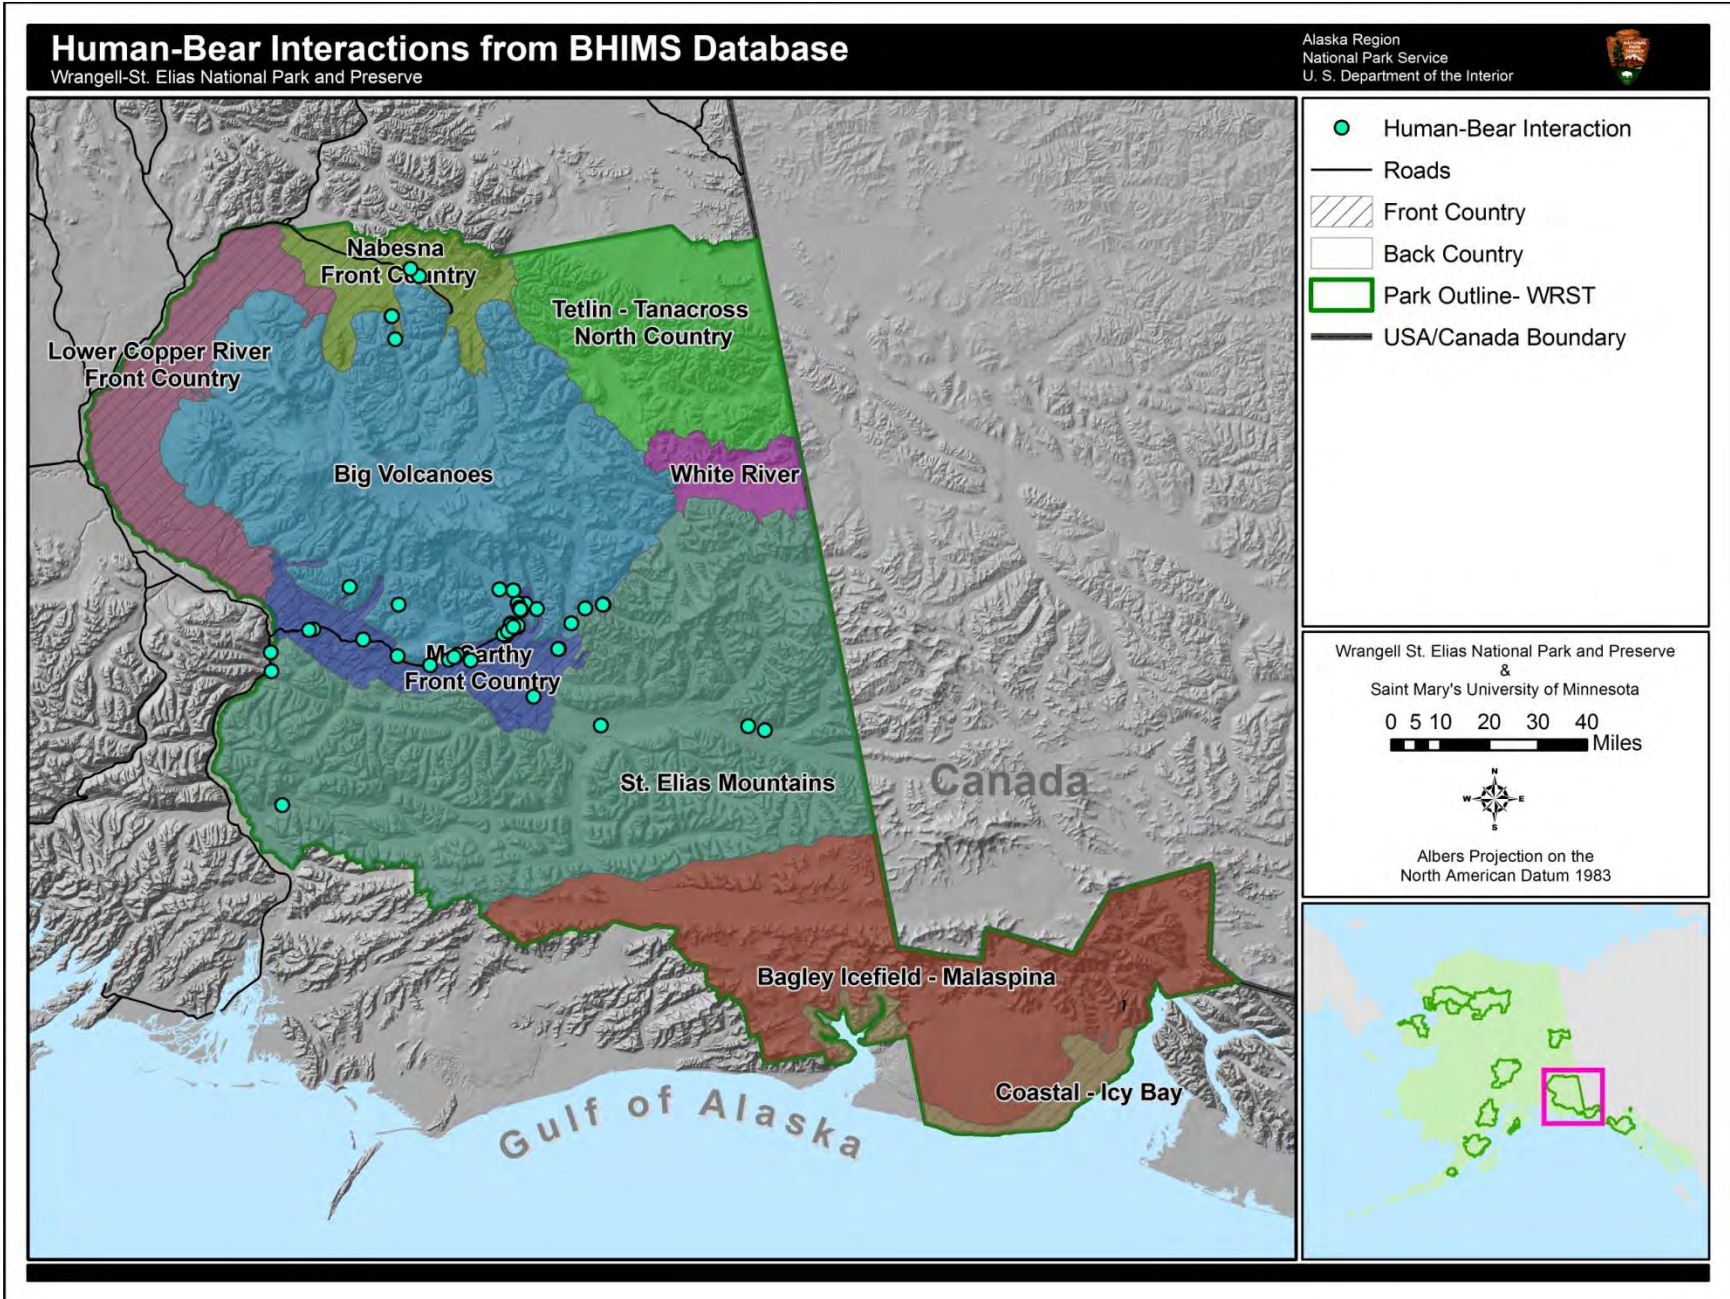 Human-Bear Interactions from BHIMS Database
Wrangell-St. Elias National Park and Preserve
Alaska Region
National Park Service
U. S. Department of the Interior
Human-Bear Interaction
Roads
Front Country
Back Country
Park Outline- WRST
USA/Canada Boundary
Nabesna
Front Country
Tetlin - Tanacross
North Country
Lower Copper River
Front Country
Big Volcanoes
White River
McCarthy
Front Country
St. Elias Mountains
Canada
Bagley Icefield - Malaspina
Coastal - Icy Bay
Gulf of Alaska
Wrangell St. Elias National Park and Preserve
&
Saint Mary's University of Minnesota
0 5 10 20 30 40
Miles
N
W E
S
Albers Projection on the
North American Datum 1983